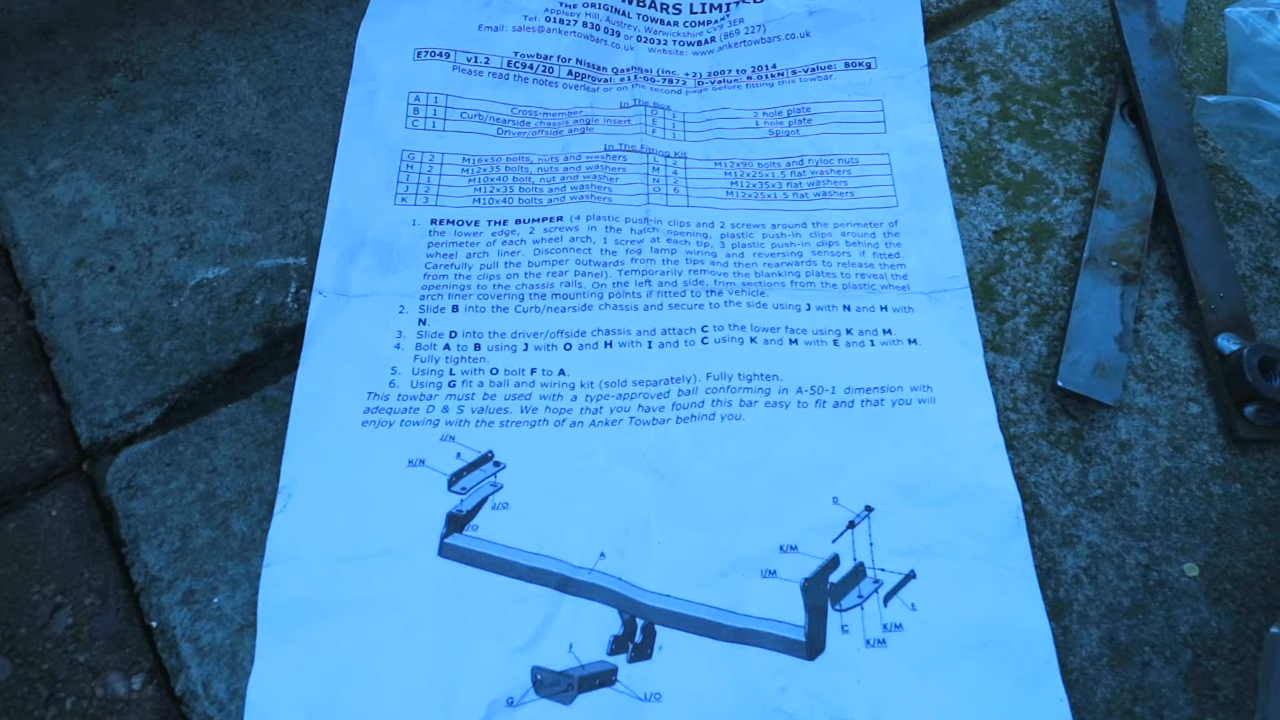 WBARS LIMITED
THE ORIGINAL TOWBAR COMPANY
Appleby Hill, Austrey, Warwickshire CV9 3ER
Tel: 01827 830 039 or 02032 TOWBAR (869 227)
Email: sales@ankertowbars.co.uk Website: www.ankertowbars.co.uk
E7049 v1.2 Towbar for Nissan Qashqai (inc. +2) 2007 to 2014
EC94/20 Approval: e11-00-7872 D-Value: 8.01kN S-Value: 80Kg
Please read the notes overleaf or on the second page before fitting this towbar.
In The Box
A 1 Cross-member D 1 2 hole plate
B 1 Curb/nearside chassis angle insert E 1 1 hole plate
C 1 Driver/offside angle F 1 Spigot
In The Fitting Kit
G 2 M16x50 bolts, nuts and washers L 2 M12x90 bolts and nyloc nuts
H 2 M12x35 bolts, nuts and washers M 4 M12x25x1.5 flat washers
I 1 M10x40 bolt, nut and washer N 2 M12x35x3 flat washers
J 2 M12x35 bolts and washers O 6 M12x25x1.5 flat washers
K 3 M10x40 bolts and washers
1. REMOVE THE BUMPER (4 plastic push-in clips and 2 screws around the perimeter of
the lower edge, 2 screws in the hatch opening, plastic push-in clips around the
perimeter of each wheel arch, 1 screw at each tip, 3 plastic push-in clips behind the
wheel arch liner. Disconnect the fog lamp wiring and reversing sensors if fitted.
Carefully pull the bumper outwards from the tips and then rearwards to release them
from the clips on the rear panel). Temporarily remove the blanking plates to reveal the
openings to the chassis rails. On the left and side, trim sections from the plastic wheel
arch liner covering the mounting points if fitted to the vehicle.
2. Slide B into the Curb/nearside chassis and secure to the side using J with N and H with
N.
3. Slide D into the driver/offside chassis and attach C to the lower face using K and M.
4. Bolt A to B using J with O and H with I and to C using K and M with E and I with M.
Fully tighten.
5. Using L with O bolt F to A.
6. Using G fit a ball and wiring kit (sold separately). Fully tighten.
This towbar must be used with a type-approved ball conforming in A-50-1 dimension with
adequate D & S values. We hope that you have found this bar easy to fit and that you will
enjoy towing with the strength of an Anker Towbar behind you.
J/N
B
H/N
J/O
/O
A
D
K/M
I/M
E
C
K/M
K/M
F
G
L/O